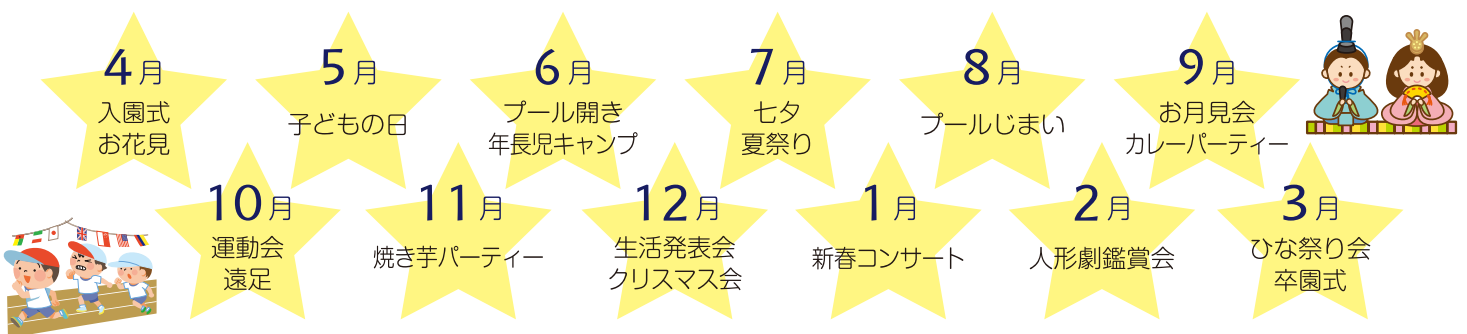 4月
入園式
お花見
5月
子どもの日
6月
プール開き
年長児キャンプ
7月
七夕
夏祭り
8月
プールじまい
9月
お月見会
カレーパーティー
10月
運動会
遠足
11月
焼き芋パーティー
12月
生活発表会
クリスマス会
1月
新春コンサート
2月
人形劇鑑賞会
3月
ひな祭り会
卒園式